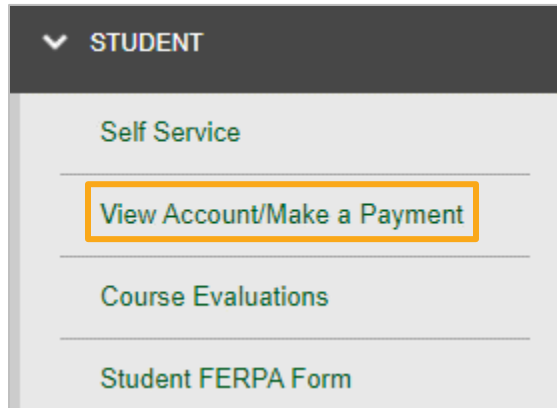 STUDENT
Self Service
View Account/Make a Payment
Course Evaluations
Student FERPA Form